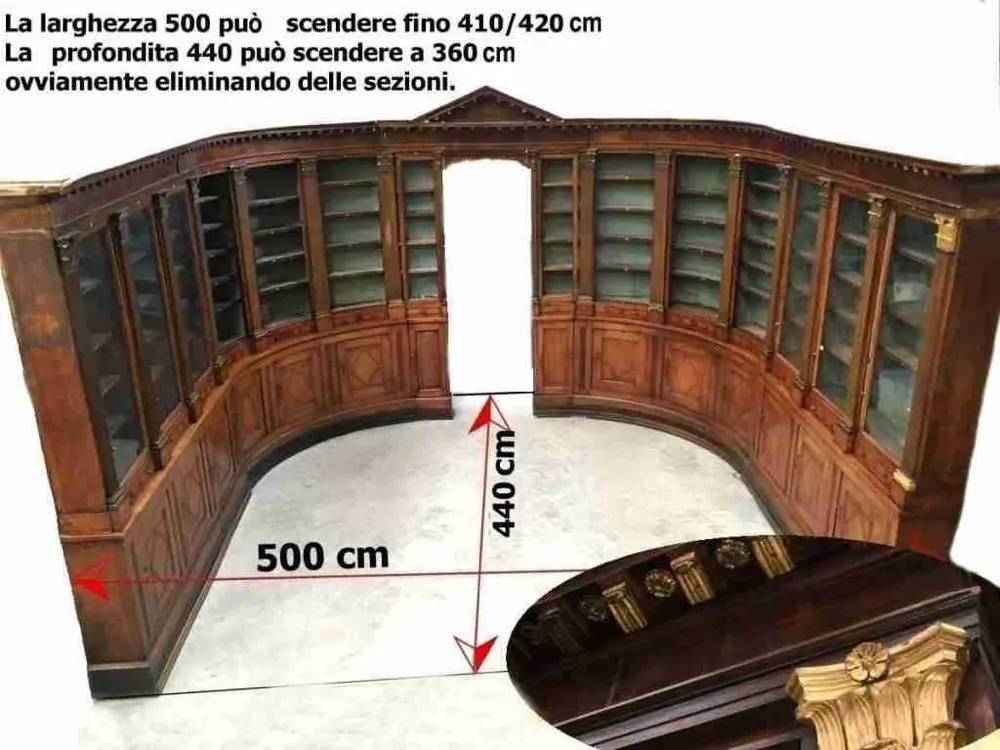 La larghezza 500 può scendere fino 410/420 cm
La profondita 440 può scendere a 360 cm
ovviamente eliminando delle sezioni.
440 cm
500 cm